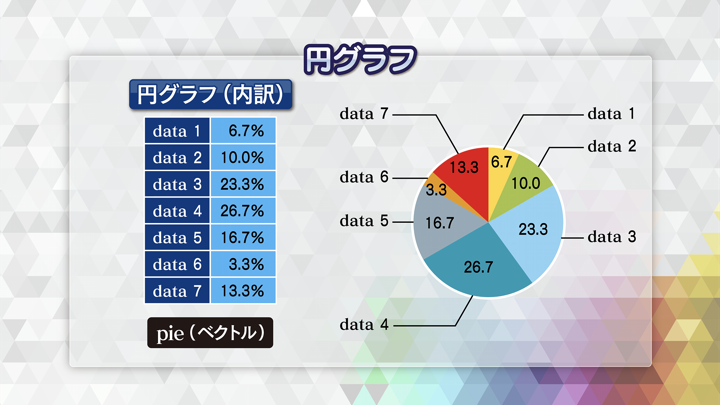 円グラフ
円グラフ（内訳）
data 1 6.7%
data 2 10.0%
data 3 23.3%
data 4 26.7%
data 5 16.7%
data 6 3.3%
data 7 13.3%
pie（ベクトル）
data 7
data 1
data 2
data 6
data 5
data 3
data 4
13.3
6.7
10.0
3.3
16.7
23.3
26.7